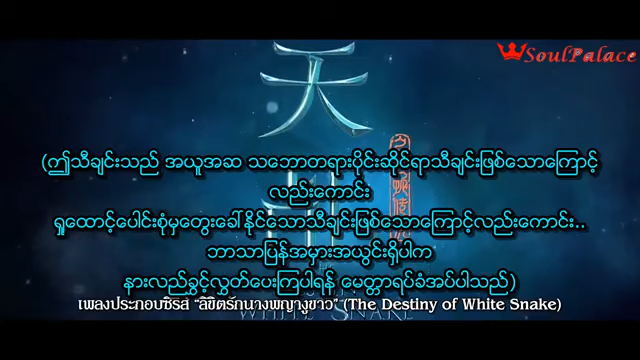 SoulPalace
天
(ဤသီချင်းသည် အယူအဆ သဘောတရားပိုင်းဆိုင်ရာသီချင်းဖြစ်သောကြောင့်
လည်းကောင်း
ရှုထောင့်ပေါင်းစုံမှတွေးခေါ်နိုင်သောသီချင်းဖြစ်သောကြောင့်လည်းကောင်း..
ဘာသာပြန်အမှားအယွင်းရှိပါက
နားလည်ခွင့်လွှတ်ပေးကြပါရန် မေတ္တာရပ်ခံအပ်ပါသည်)
เพลงประกอบซีรีส์ "ลิขิตรักนางพญางูขาว" (The Destiny of White Snake)
WHITE SNAKE